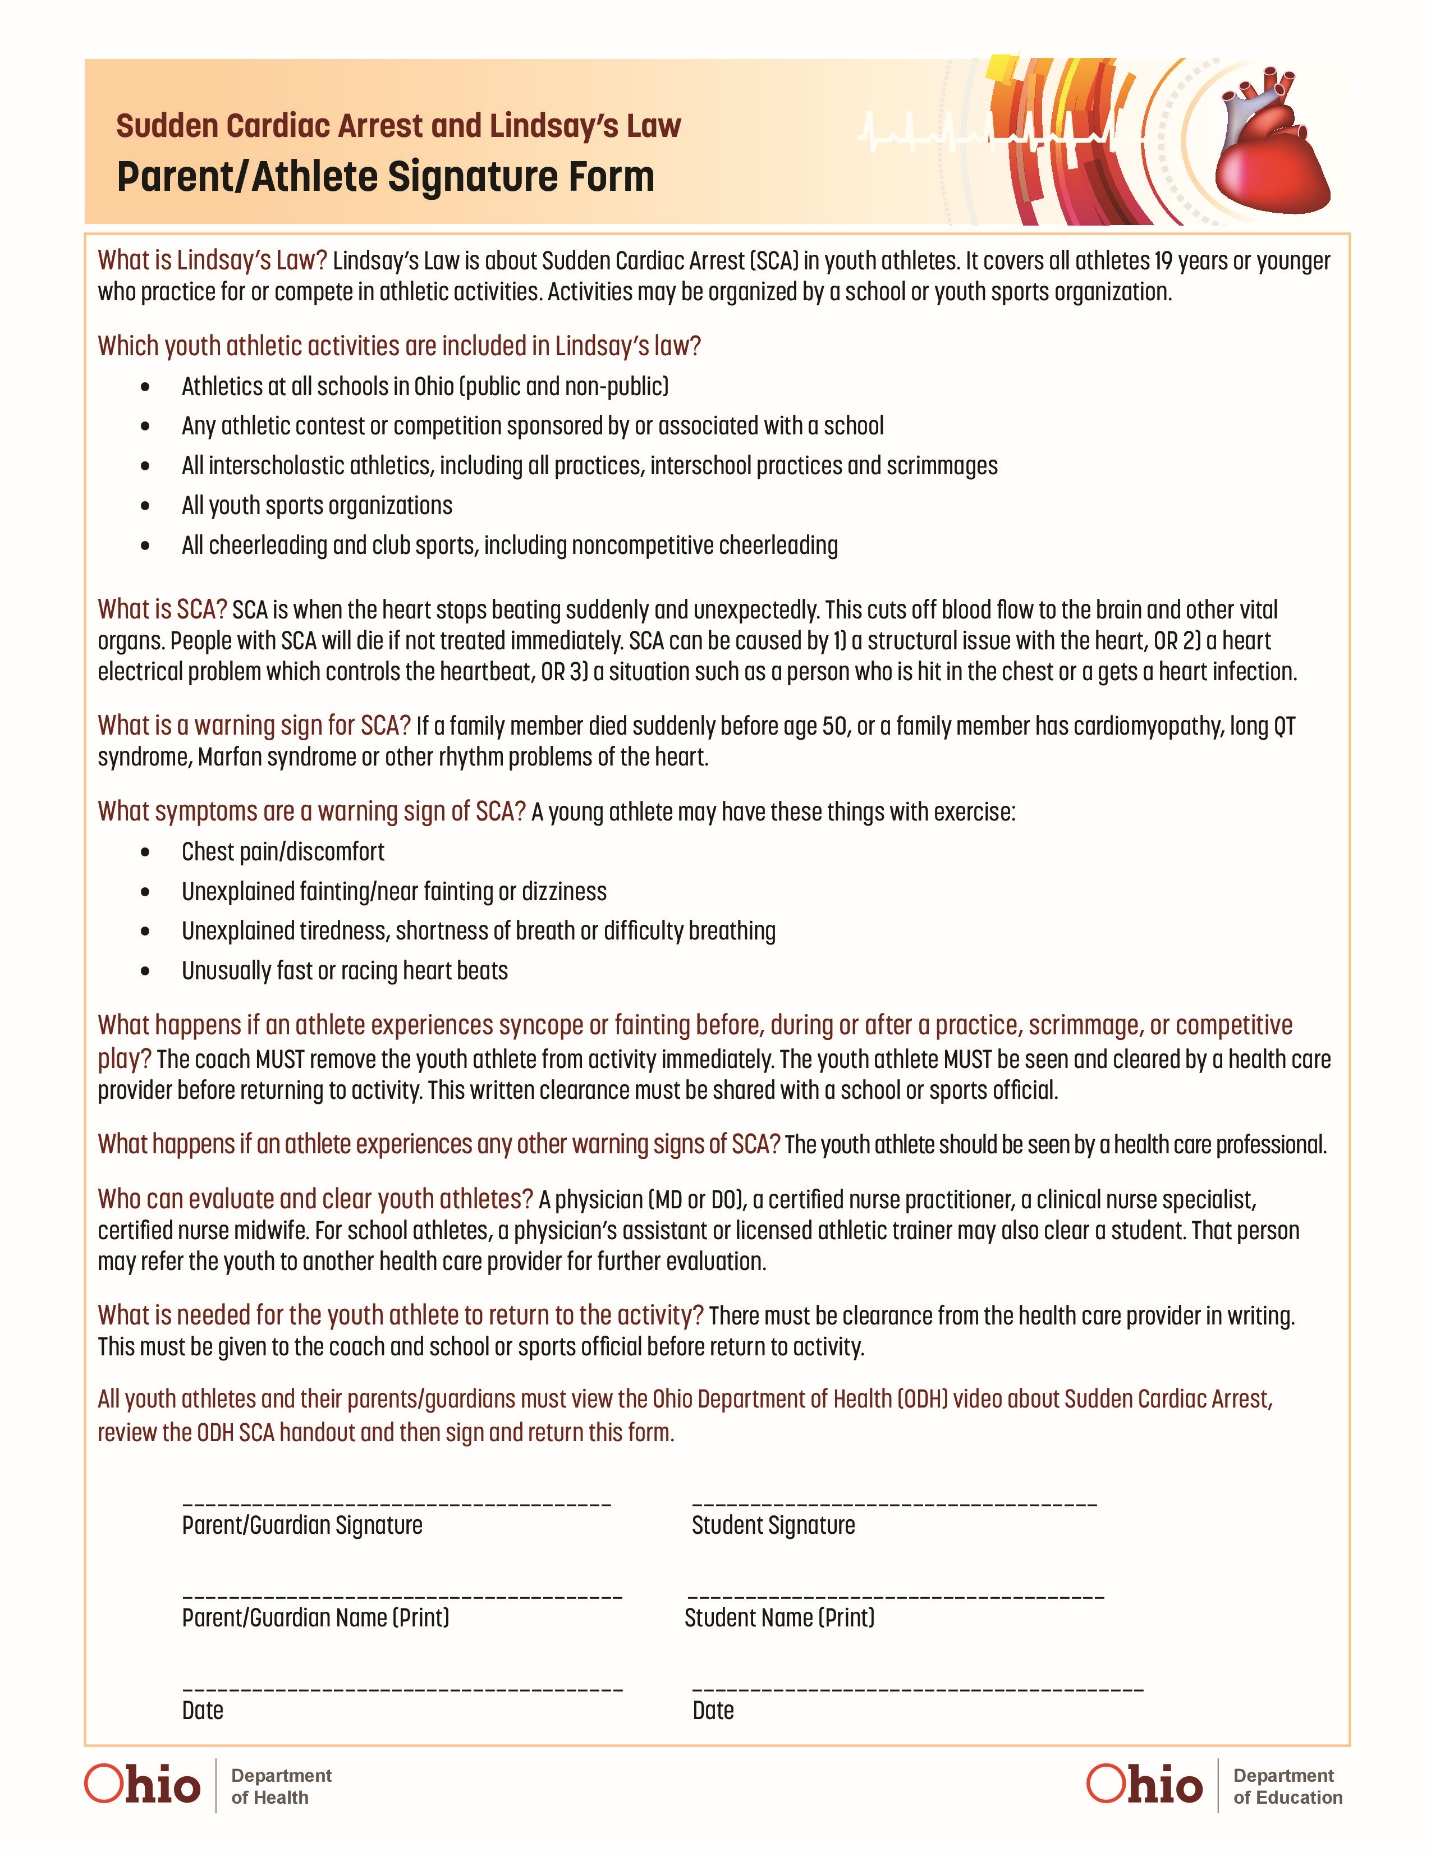 Sudden Cardiac Arrest and Lindsay's Law
Parent/Athlete Signature Form
What is Lindsay's Law? Lindsay's Law is about Sudden Cardiac Arrest (SCA) in youth athletes. It covers all athletes 19 years or younger
who practice for or compete in athletic activities. Activities may be organized by a school or youth sports organization.
Which youth athletic activities are included in Lindsay's law?
• Athletics at all schools in Ohio (public and non-public)
• Any athletic contest or competition sponsored by or associated with a school
• All interscholastic athletics, including all practices, interschool practices and scrimmages
• All youth sports organizations
• All cheerleading and club sports, including noncompetitive cheerleading
What is SCA? SCA is when the heart stops beating suddenly and unexpectedly. This cuts off blood flow to the brain and other vital
organs. People with SCA will die if not treated immediately. SCA can be caused by 1) a structural issue with the heart, OR 2) a heart
electrical problem which controls the heartbeat, OR 3) a situation such as a person who is hit in the chest or a gets a heart infection.
What is a warning sign for SCA? If a family member died suddenly before age 50, or a family member has cardiomyopathy, long QT
syndrome, Marfan syndrome or other rhythm problems of the heart.
What symptoms are a warning sign of SCA? A young athlete may have these things with exercise:
• Chest pain/discomfort
• Unexplained fainting/near fainting or dizziness
• Unexplained tiredness, shortness of breath or difficulty breathing
• Unusually fast or racing heart beats
What happens if an athlete experiences syncope or fainting before, during or after a practice, scrimmage, or competitive
play? The coach MUST remove the youth athlete from activity immediately. The youth athlete MUST be seen and cleared by a health care
provider before returning to activity. This written clearance must be shared with a school or sports official.
What happens if an athlete experiences any other warning signs of SCA? The youth athlete should be seen by a health care professional.
Who can evaluate and clear youth athletes? A physician (MD or DO), a certified nurse practitioner, a clinical nurse specialist,
certified nurse midwife. For school athletes, a physician's assistant or licensed athletic trainer may also clear a student. That person
may refer the youth to another health care provider for further evaluation.
What is needed for the youth athlete to return to the activity? There must be clearance from the health care provider in writing.
This must be given to the coach and school or sports official before return to activity.
All youth athletes and their parents/guardians must view the Ohio Department of Health (ODH) video about Sudden Cardiac Arrest,
review the ODH SCA handout and then sign and return this form.
Parent/Guardian Signature
Student Signature
Parent/Guardian Name (Print)
Student Name (Print)
Date
Date
Ohio
Department
of Health
Ohio
Department
of Education